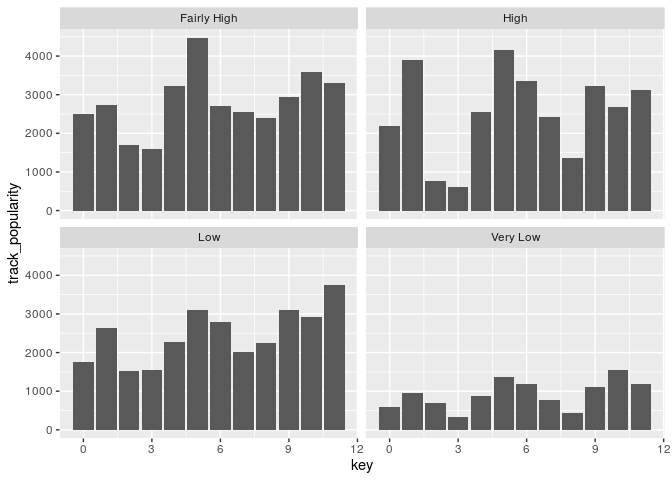 Fairly High
High
4000
3000
2000
1000
0
track_popularity
Low
Very Low
4000
3000
2000
1000
0
0 3 6 9 12 0 3 6 9 12
key